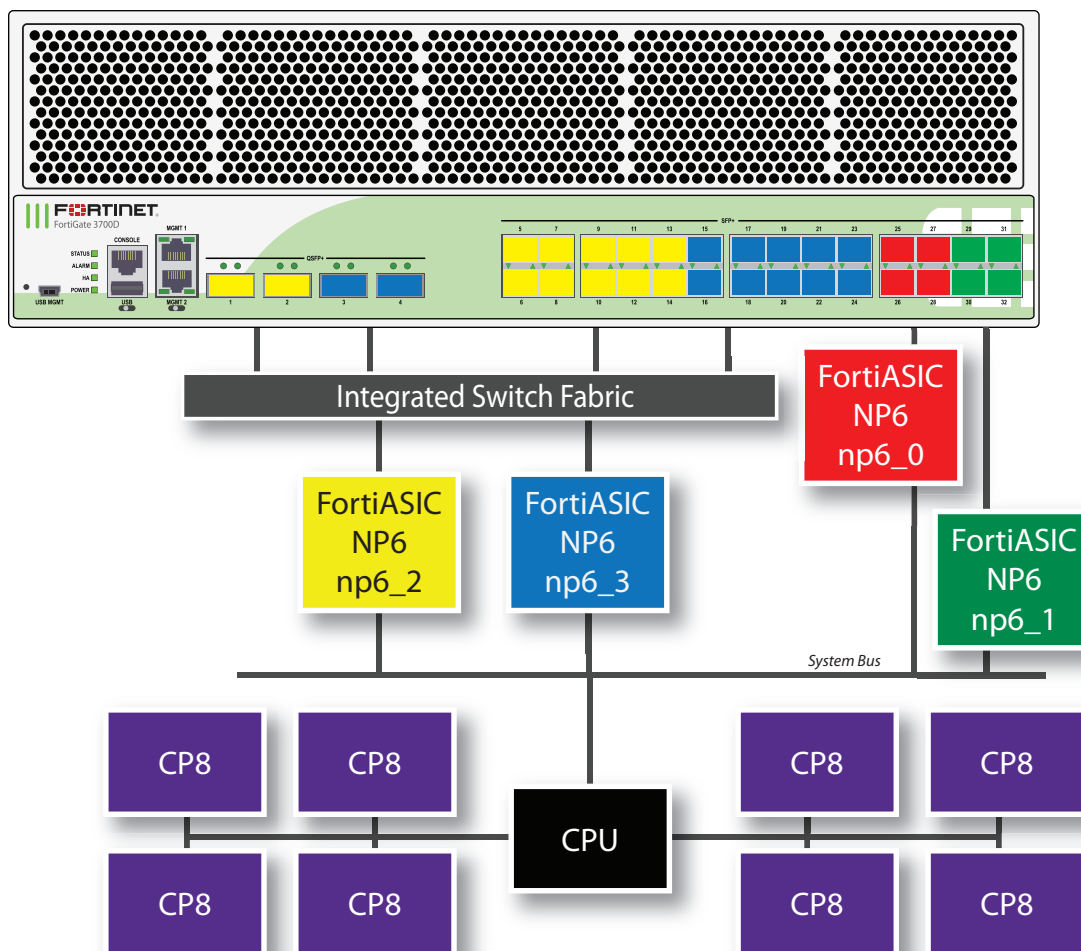 FORTINET
FortiGate 3700D
STATUS
ALARM
HA
POWER
USB MGMT
CONSOLE
USB
MGMT 1
MGMT 2
QSFP+
1 2 3 4
SFP+
5 7 9 11 13 15 17 19 21 23 25 27 29 31
6 8 10 12 14 16 18 20 22 24 26 28 30 32
Integrated Switch Fabric
FortiASIC
NP6
np6_0
FortiASIC
NP6
np6_2
FortiASIC
NP6
np6_3
FortiASIC
NP6
np6_1
System Bus
CP8 CP8 CP8 CP8
CPU
CP8 CP8 CP8 CP8